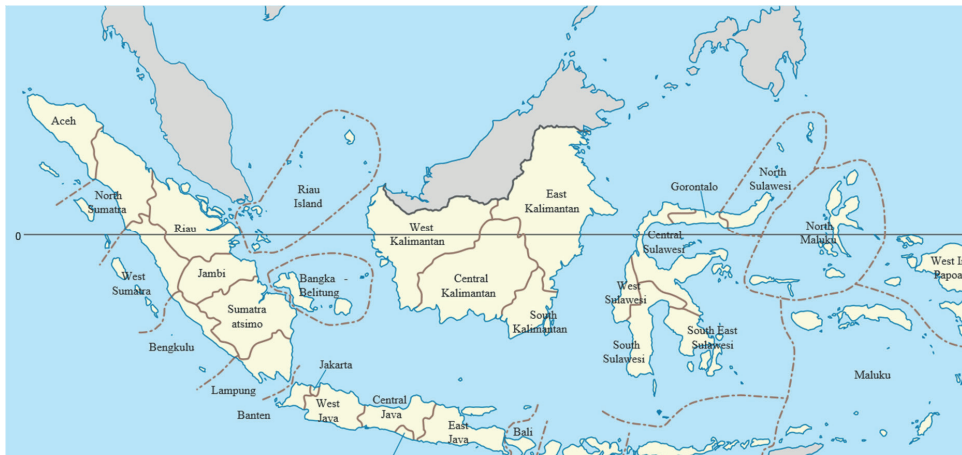 Aceh
North
Sumatra
Riau
Island
Riau
0
West
Sumatra
Jambi
Bangka
Belitung
Sumatra
atsimo
Bengkulu
Lampung
Banten
Jakarta
West
Java
Central
Java
East
Java
Bali
West
Kalimantan
East
Kalimantan
Central
Kalimantan
South
Kalimantan
Gorontalo
North
Sulawesi
Central
Sulawesi
West
Sulawesi
South
Sulawesi
South East
Sulawesi
North
Maluku
Maluku
West I
Papoa